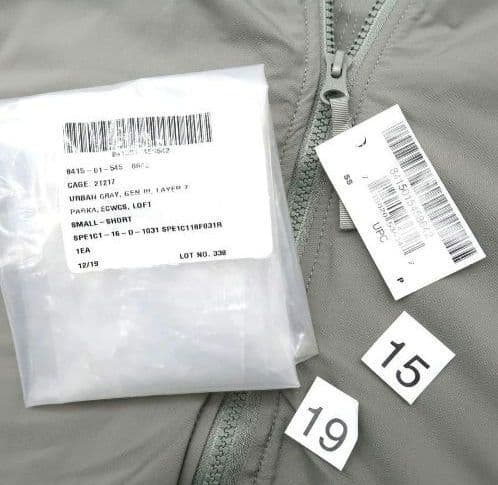 8415-01-545
CAGE: 21217
URBAN GRAY, GEN III, LAYER 7
PARKA, ECWCS, LOFT
SMALL-SHORT
SPE1C1-16-D-1031 SPE1C118F031R
1EA
12/19 LOT NO. 338
SS
UPC
P
15
19